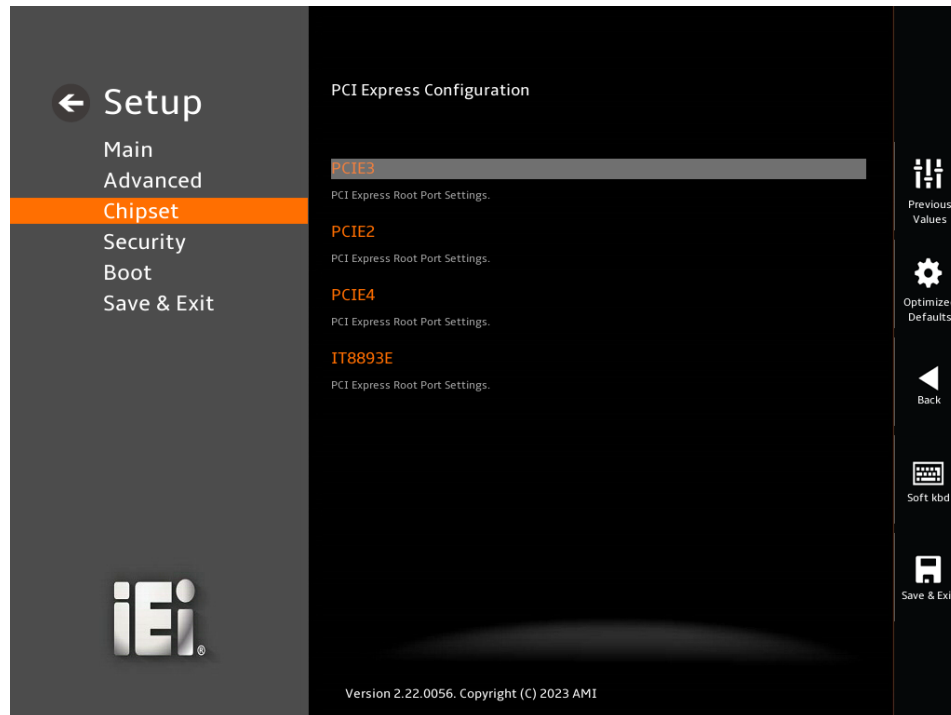 Setup
Main
Advanced
Chipset
Security
Boot
Save & Exit
iEi
®
PCI Express Configuration
PCIE3
PCI Express Root Port Settings.
PCIE2
PCI Express Root Port Settings.
PCIE4
PCI Express Root Port Settings.
IT8893E
PCI Express Root Port Settings.
Version 2.22.0056. Copyright (C) 2023 AMI
Previous
Values
Optimize
Defaults
Back
Soft kbd
Save & Exi